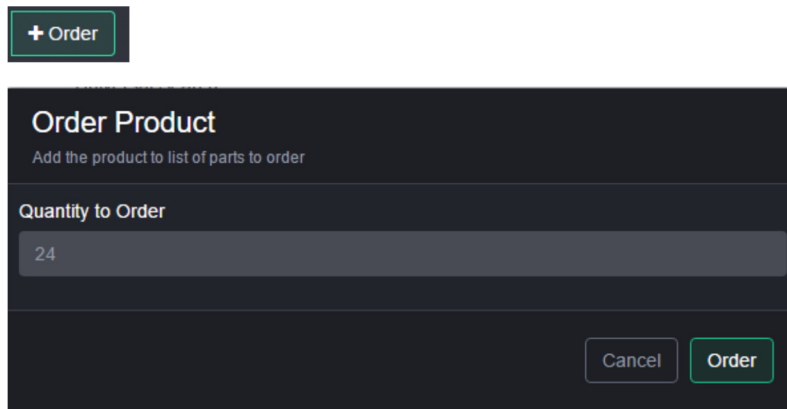 + Order
Order Product
Add the product to list of parts to order
Quantity to Order
24
Cancel Order